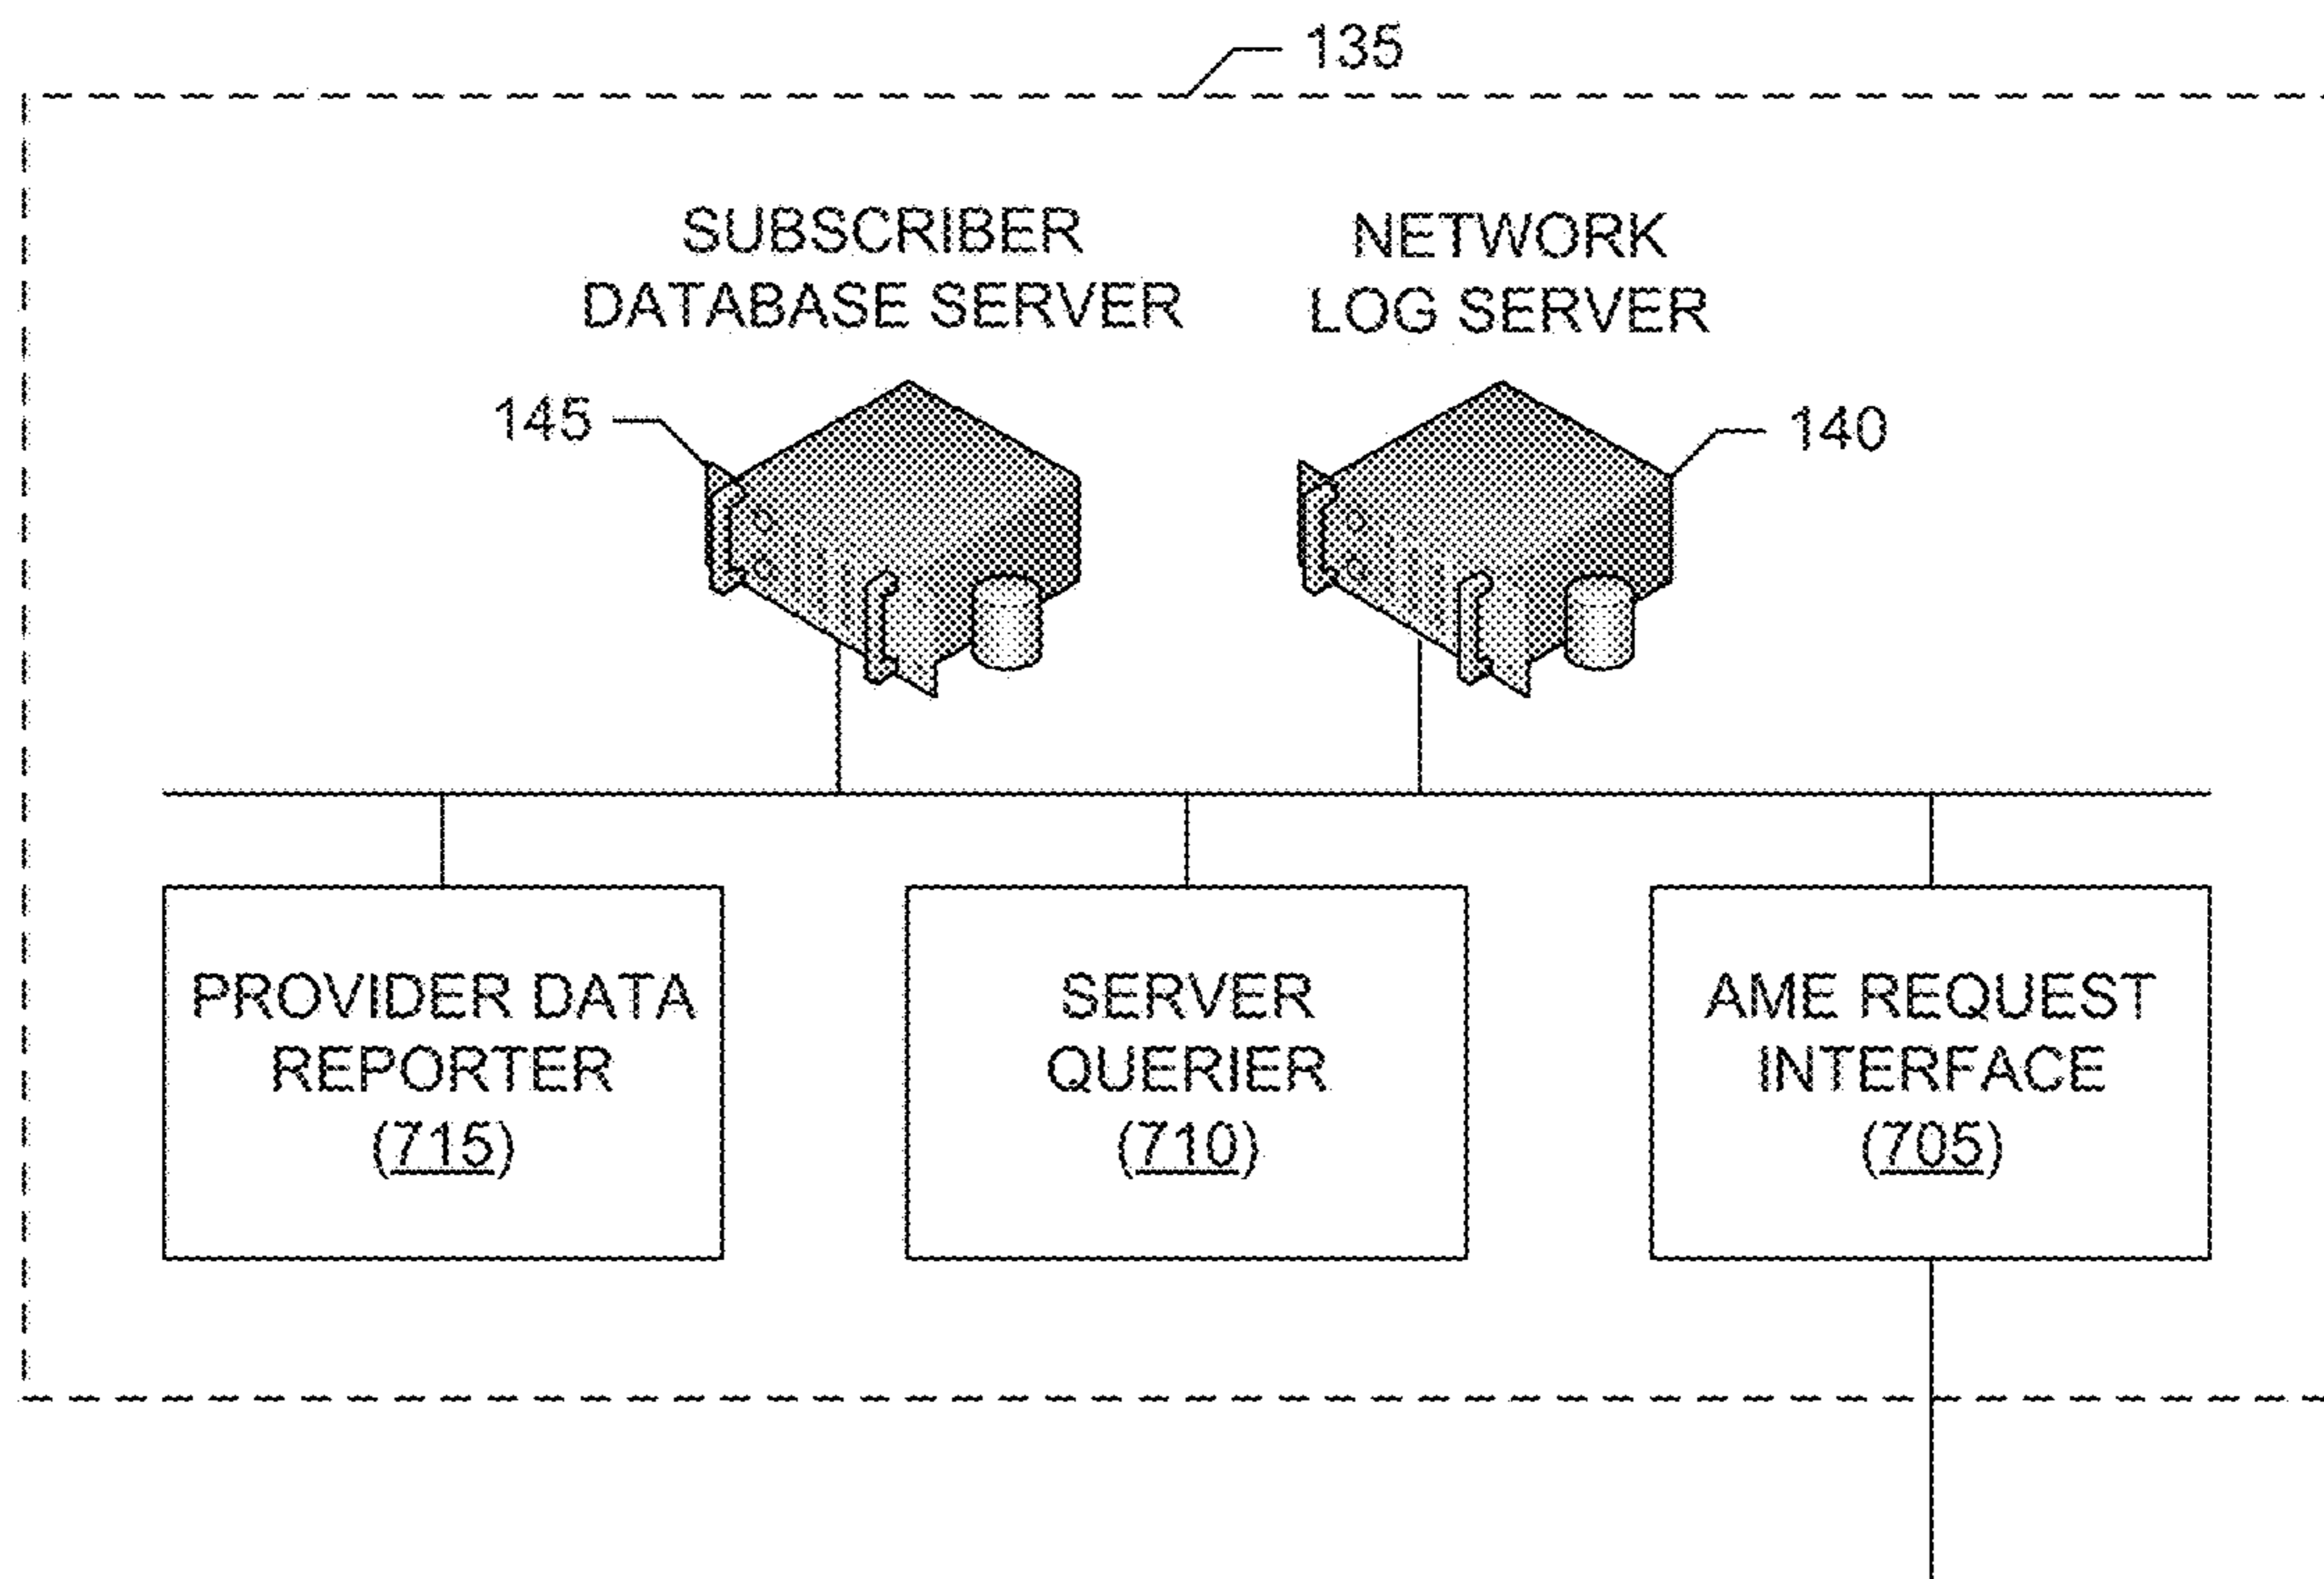 135
SUBSCRIBER
DATABASE SERVER
NETWORK
LOG SERVER
145
140
PROVIDER DATA
REPORTER
(715)
SERVER
QUERIER
(710)
AME REQUEST
INTERFACE
(705)